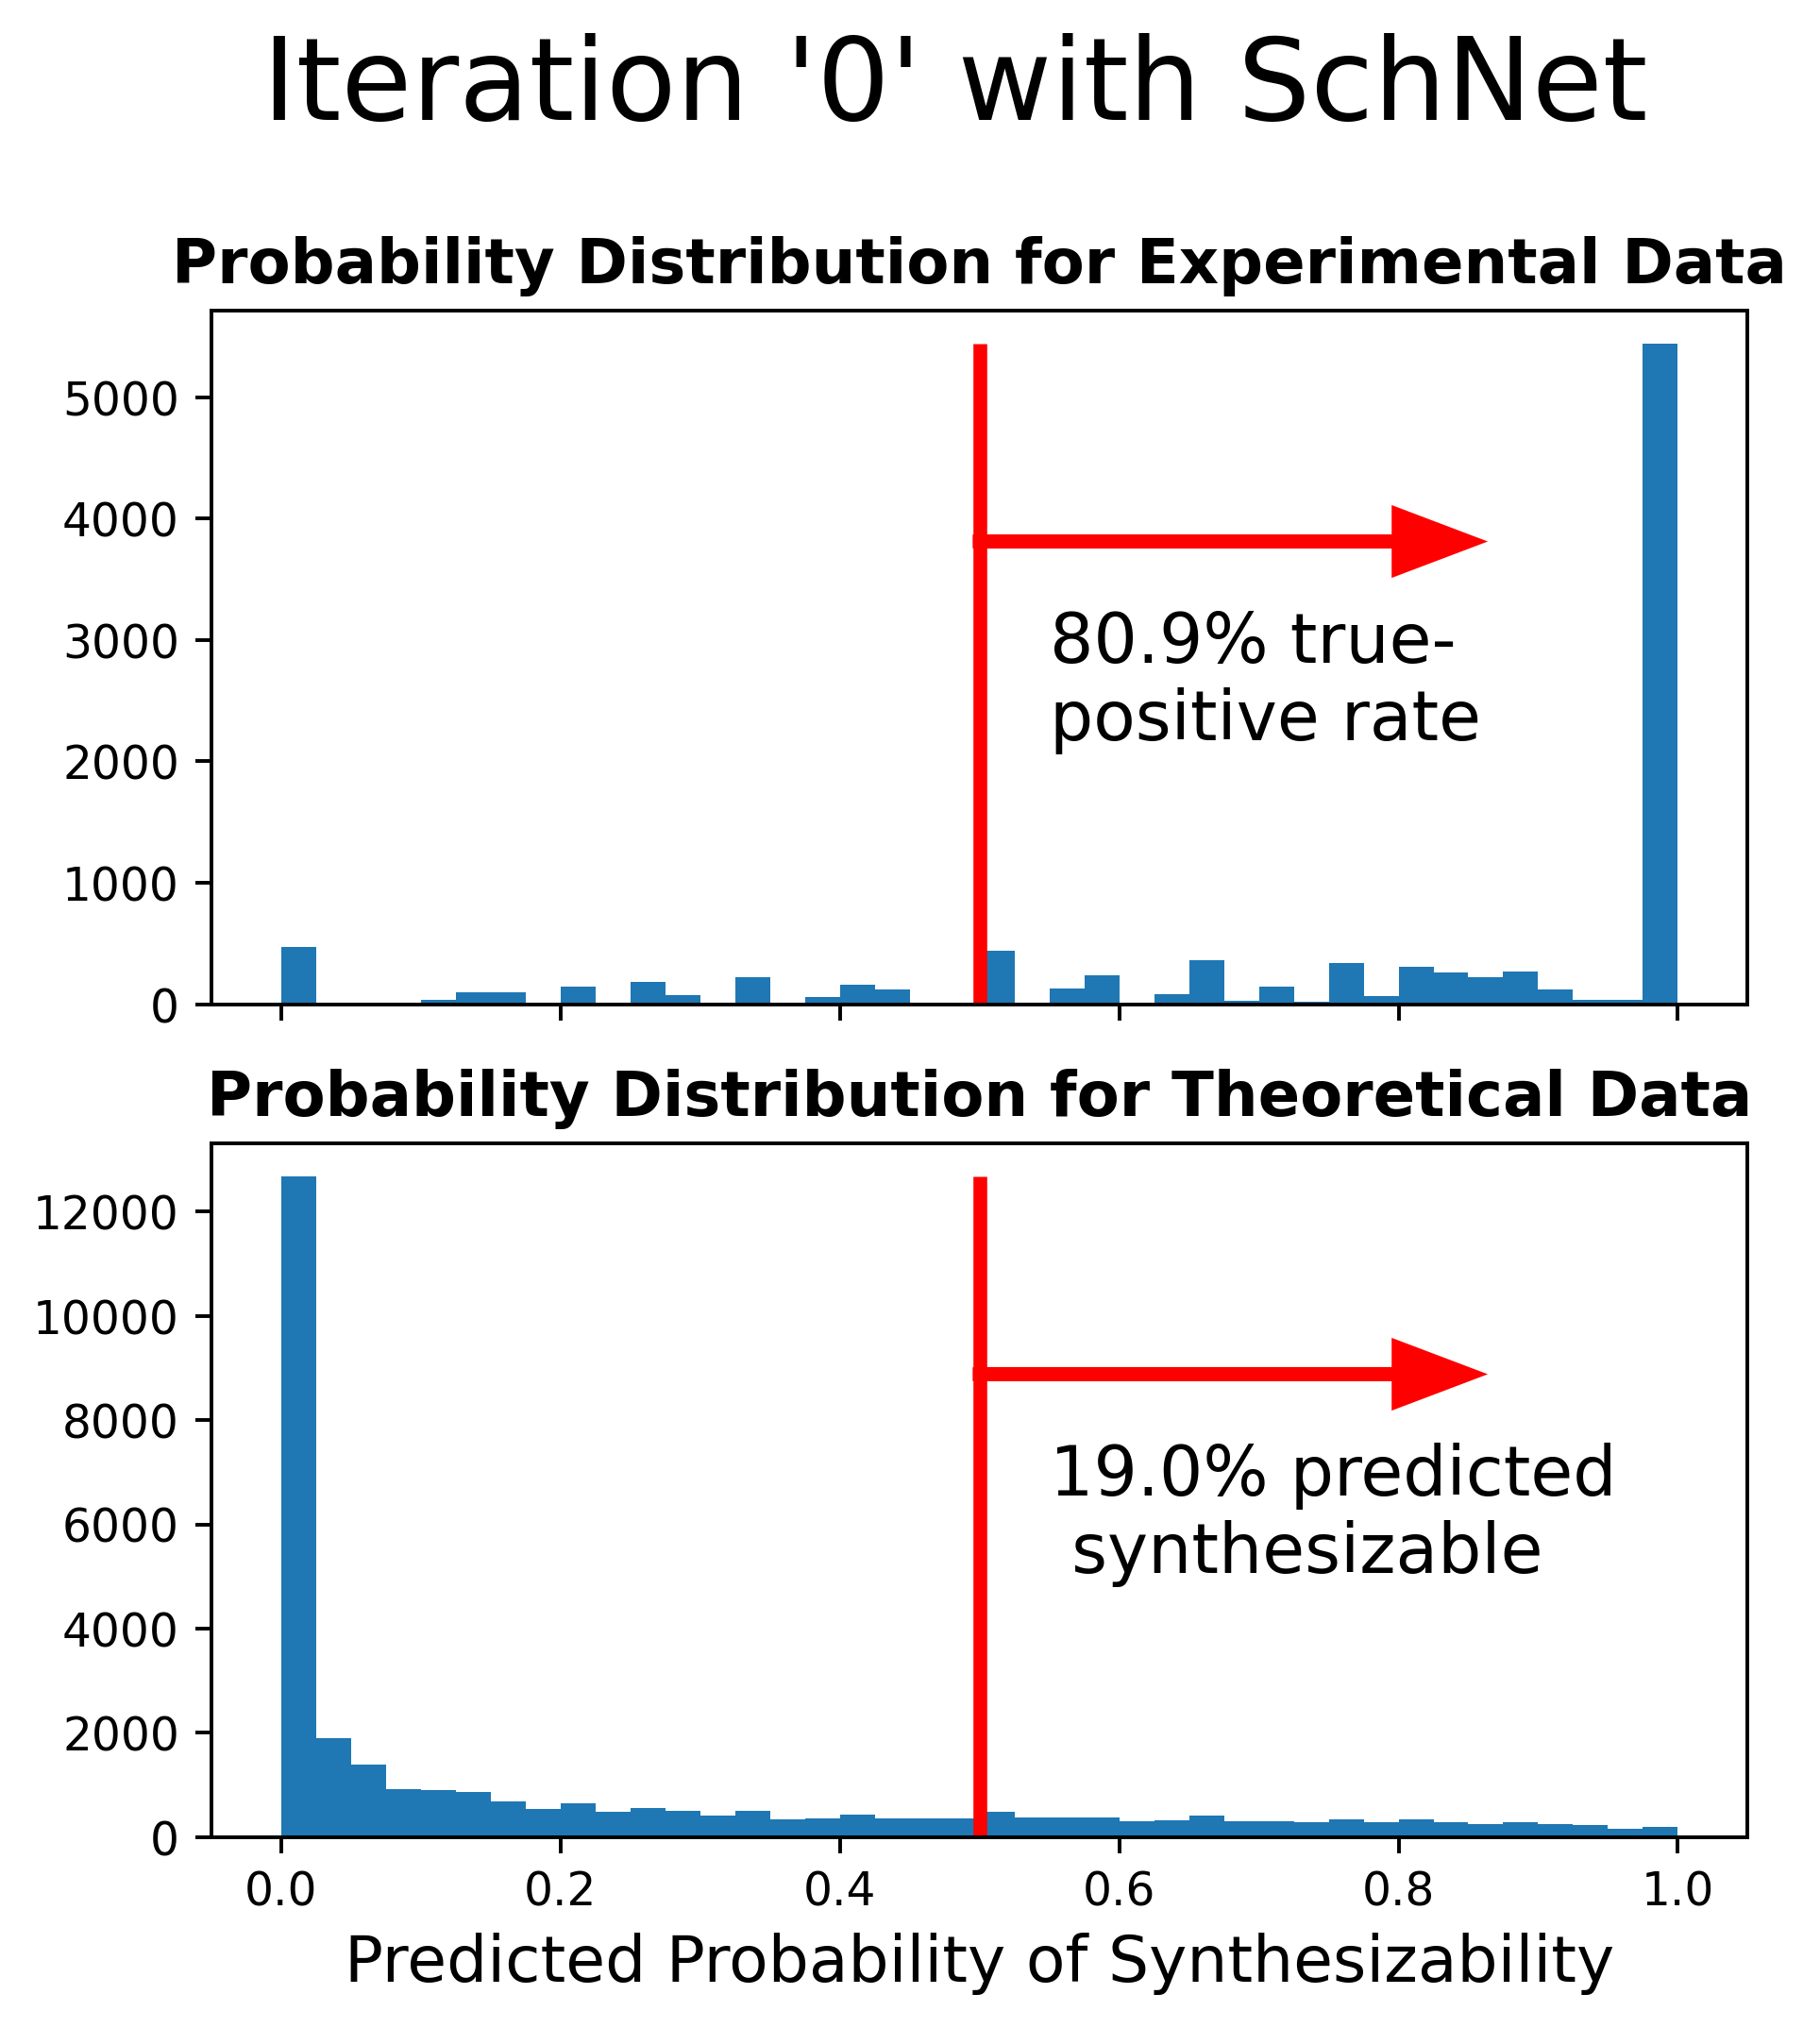 Iteration '0' with SchNet
Probability Distribution for Experimental Data
5000
4000
3000
2000
1000
0
80.9% true-
positive rate
Probability Distribution for Theoretical Data
12000
10000
8000
6000
4000
2000
0
19.0% predicted
synthesizable
0.0 0.2 0.4 0.6 0.8 1.0
Predicted Probability of Synthesizability